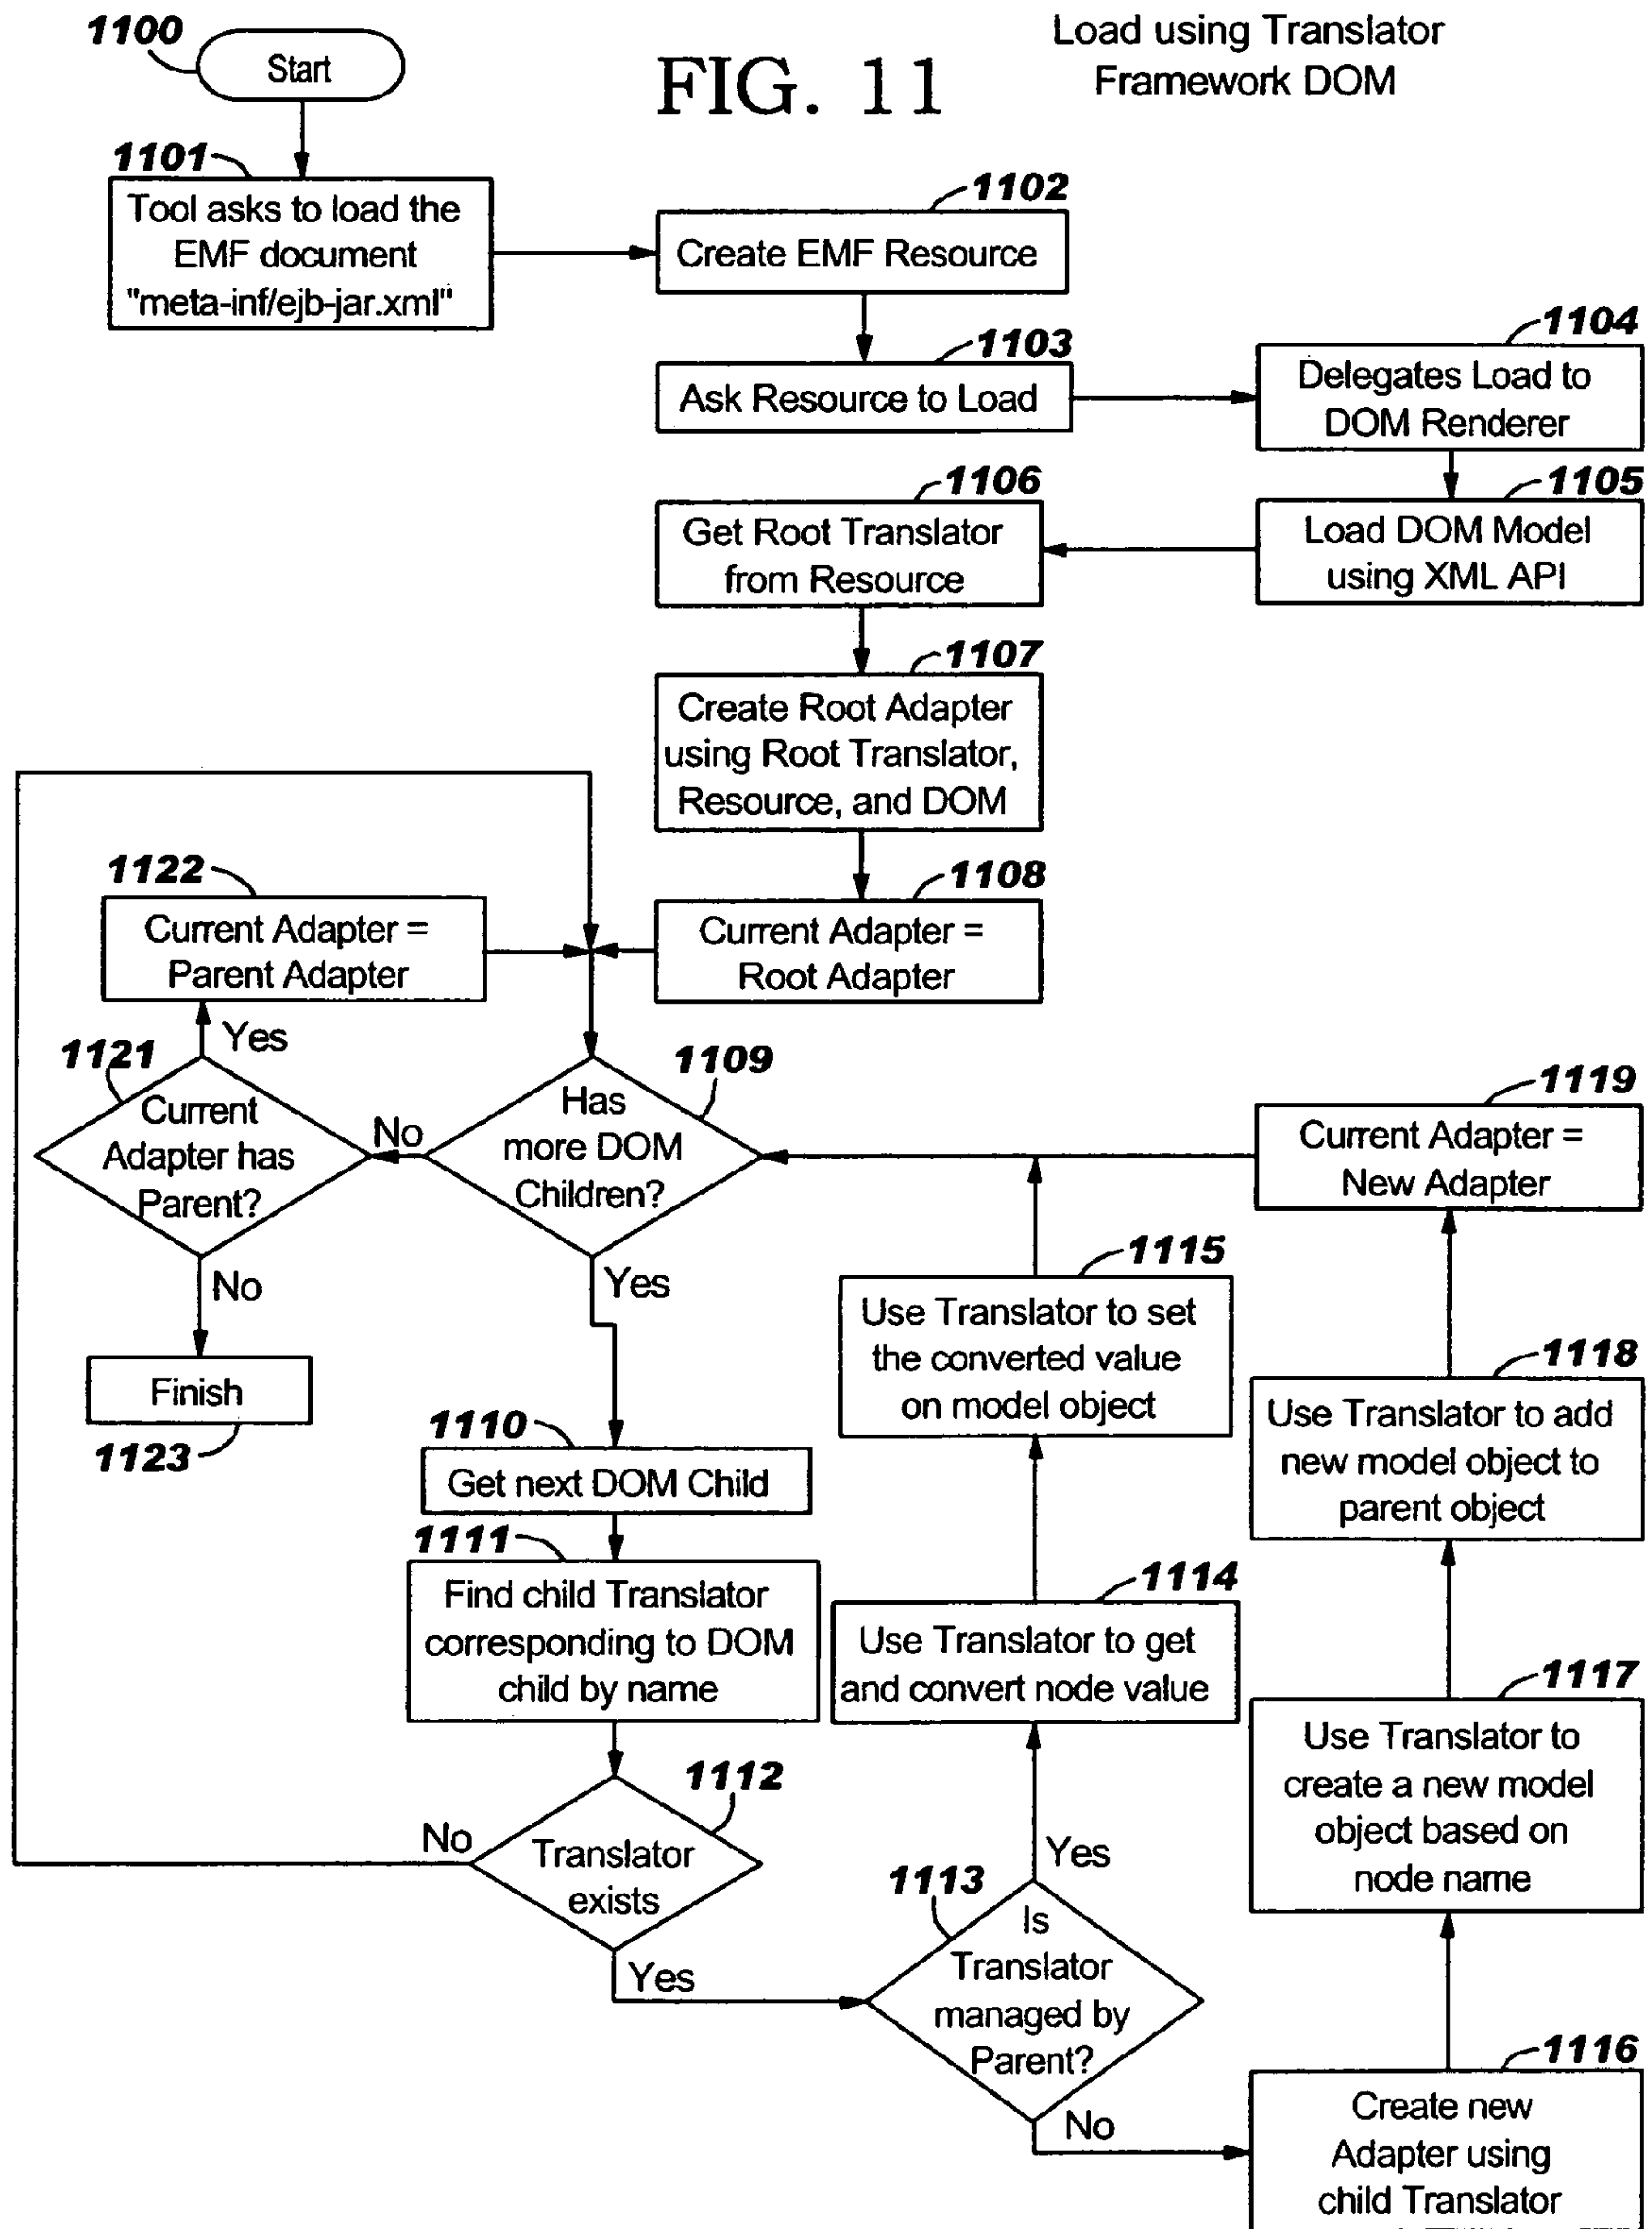 1100
Start
FIG. 11
Load using Translator
Framework DOM
1101
Tool asks to load the
EMF document
"meta-inf/ejb-jar.xml"
1102
Create EMF Resource
1103
Ask Resource to Load
1104
Delegates Load to
DOM Renderer
1105
Load DOM Model
using XML API
1106
Get Root Translator
from Resource
1107
Create Root Adapter
using Root Translator,
Resource, and DOM
1108
Current Adapter =
Root Adapter
1122
Current Adapter =
Parent Adapter
Yes
1121
Current
Adapter has
Parent?
No
Finish
1123
No
1109
Has
more DOM
Children?
Yes
1110
Get next DOM Child
1111
Find child Translator
corresponding to DOM
child by name
1112
Translator
exists
No
Yes
1113
Is
Translator
managed by
Parent?
Yes
No
1114
Use Translator to get
and convert node value
1115
Use Translator to set
the converted value
on model object
1116
Create new
Adapter using
child Translator
1117
Use Translator to
create a new model
object based on
node name
1118
Use Translator to add
new model object to
parent object
1119
Current Adapter =
New Adapter